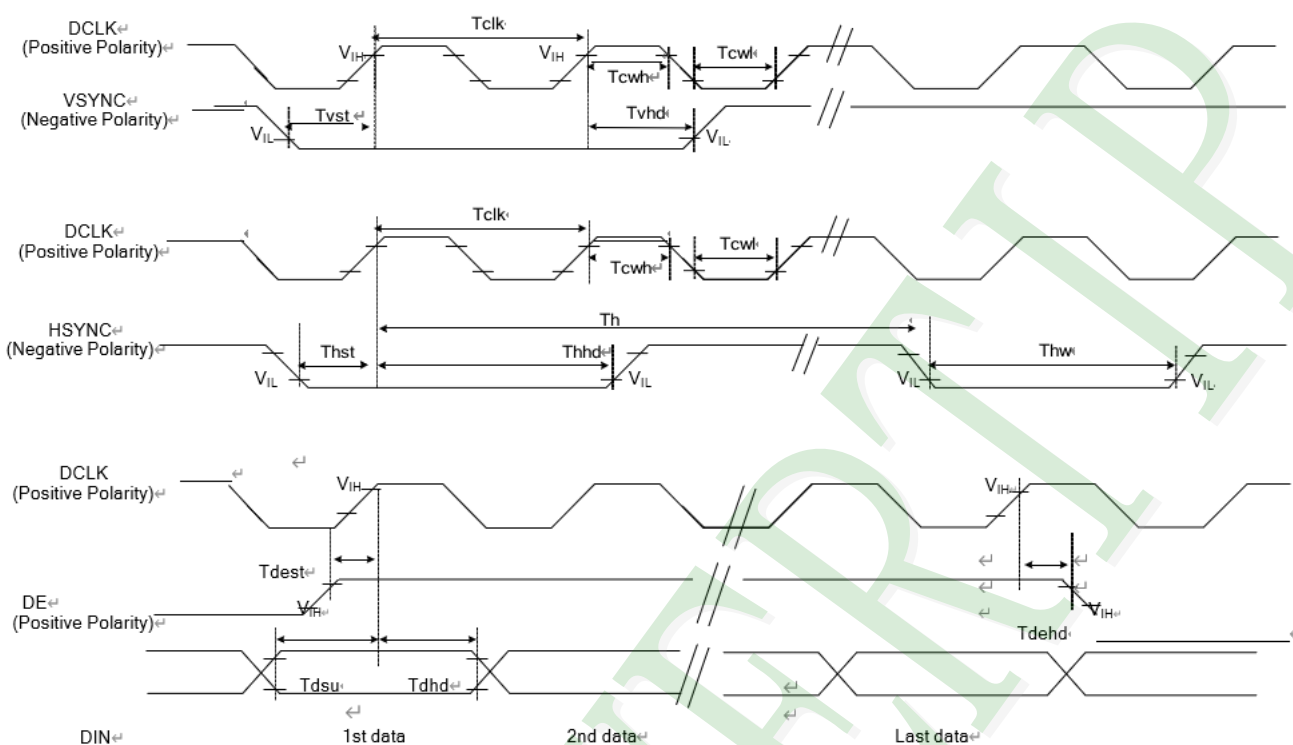 DCLK↵ Tclk
(Positive Polarity)↵ VIH VIH Tcwh↵ Tcwl
VSYNC↵
(Negative Polarity)↵ Tvst ↵ Tvhd
VIL VIL
DCLK↵ Tclk
(Positive Polarity)↵ Tcwh↵ Tcwl
HSYNC↵ Th
(Negative Polarity)↵ Thst Thhd↵ Thw
VIL VIL VIL VIL
DCLK ↵ ↵
(Positive Polarity)↵ VIH VIH↵
Tdest ↵ ↵
DE↵ VIH↵ ↵ ↵
(Positive Polarity)↵ ↵ VIH↵
Tdehd ↵
Tdsu Tdhd↵ ↵
↵ ↵
DIN↵ 1st data 2nd data↵ Last data↵